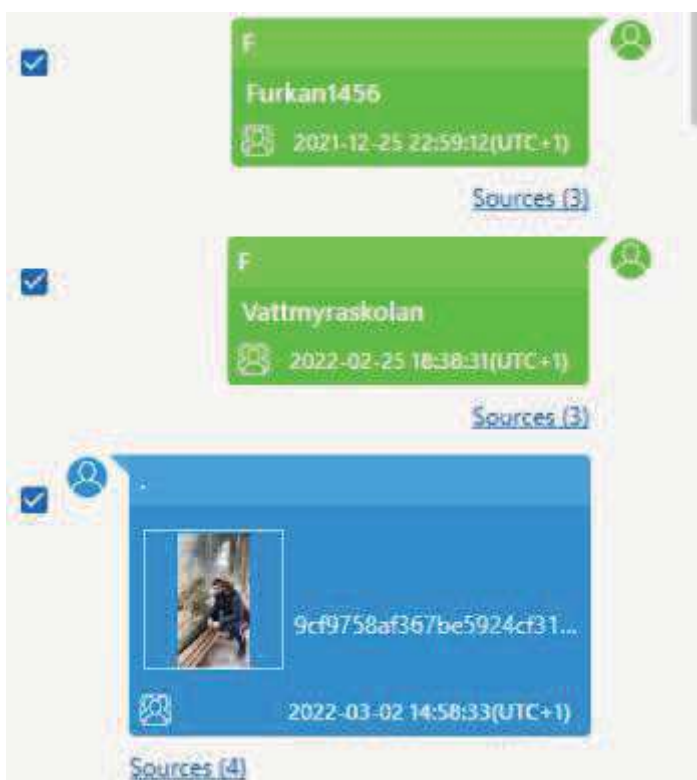 F
Furkan1456
2021-12-25 22:59:12(UTC+1)
Sources (3)
F
Vattmyraskolan
2022-02-25 18:38:31(UTC+1)
Sources (3)
.
9cf9758af367be5924cf31...
2022-03-02 14:58:33(UTC+1)
Sources (4)